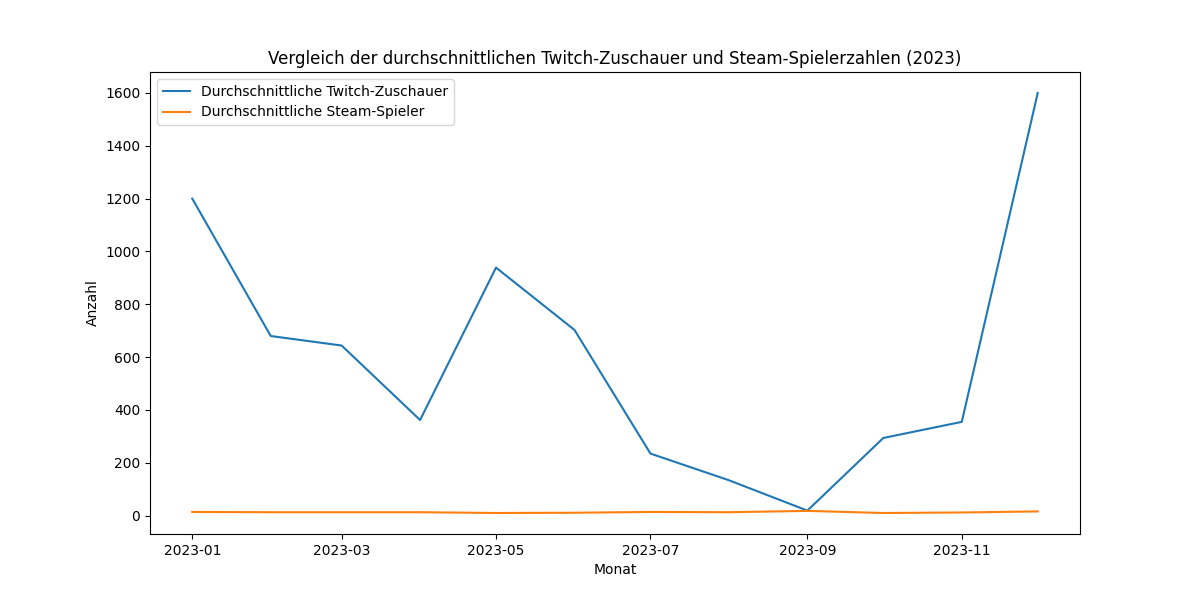 Vergleich der durchschnittlichen Twitch-Zuschauer und Steam-Spielerzahlen (2023)
Durchschnittliche Twitch-Zuschauer
Durchschnittliche Steam-Spieler
1600
1400
1200
1000
800
600
400
200
0
Anzahl
2023-01 2023-03 2023-05 2023-07 2023-09 2023-11
Monat